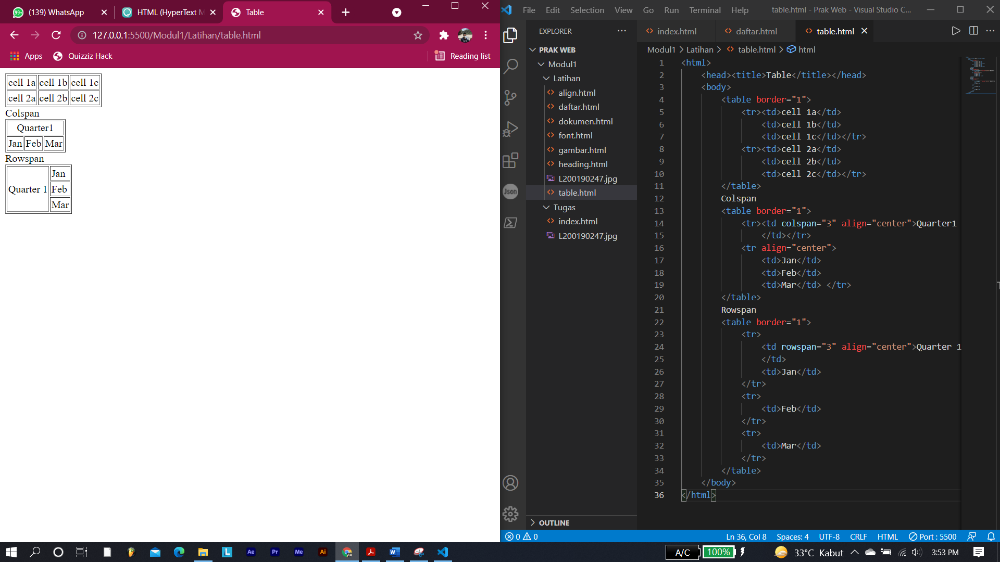 (139) WhatsApp
HTML (HyperText M
Table
127.0.0.1:5500/Modul1/Latihan/table.html
Apps
Quizziz Hack
Reading list
cell 1a cell 1b cell 1c
cell 2a cell 2b cell 2c
Colspan
Quarter1
Jan Feb Mar
Rowspan
Quarter 1
Jan
Feb
Mar
File Edit Selection View Go Run Terminal Help
table.html - Prak Web - Visual Studio C...
EXPLORER
PRAK WEB
Modul1
Latihan
align.html
daftar.html
dokumen.html
font.html
gambar.html
heading.html
L200190247.jpg
table.html
Tugas
index.html
L200190247.jpg
OUTLINE
Json
index.html
daftar.html
table.html
Modul1 > Latihan > table.html > html
1 <html>
2 <head><title>Table</title></head>
3 <body>
4 <table border="1">
5 <tr><td>cell 1a</td>
6 <td>cell 1b</td>
7 <td>cell 1c</td></tr>
8 <tr><td>cell 2a</td>
9 <td>cell 2b</td>
10 <td>cell 2c</td></tr>
11 </table>
12 Colspan
13 <table border="1">
14 <tr><td colspan="3" align="center">Quarter1
15 </td></tr>
16 <tr align="center">
17 <td>Jan</td>
18 <td>Feb</td>
19 <td>Mar</td> </tr>
20 </table>
21 Rowspan
22 <table border="1">
23 <tr>
24 <td rowspan="3" align="center">Quarter 1
25 </td>
26 <td>Jan</td>
27 </tr>
28 <tr>
29 <td>Feb</td>
30 </tr>
31 <tr>
32 <td>Mar</td>
33 </tr>
34 </table>
35 </body>
36 </html>
0 0
Ln 36, Col 8 Spaces: 4 UTF-8 CRLF HTML Port : 5500
L Ae Pr Me Ai W
A/C 100%
33°C Kabut
3:53 PM